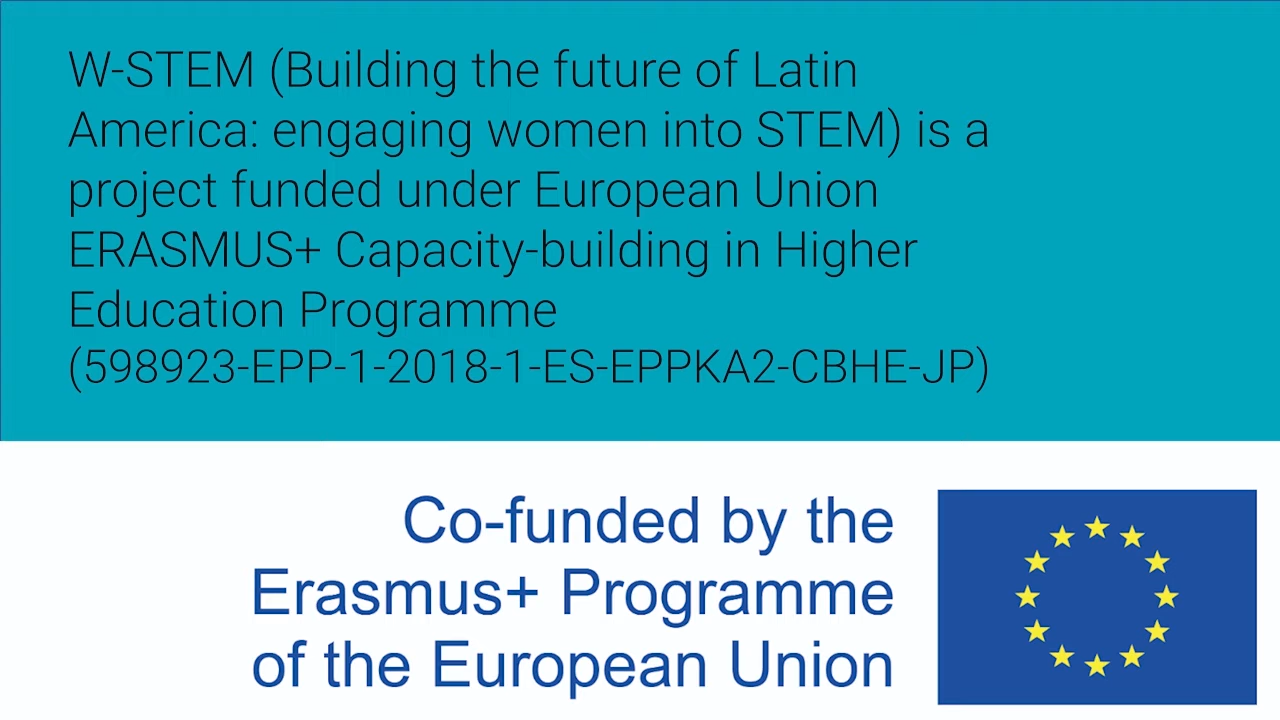 W-STEM (Building the future of Latin
America: engaging women into STEM) is a
project funded under European Union
ERASMUS+ Capacity-building in Higher
Education Programme
(598923-EPP-1-2018-1-ES-EPPKA2-CBHE-JP)
Co-funded by the
Erasmus+ Programme
of the European Union